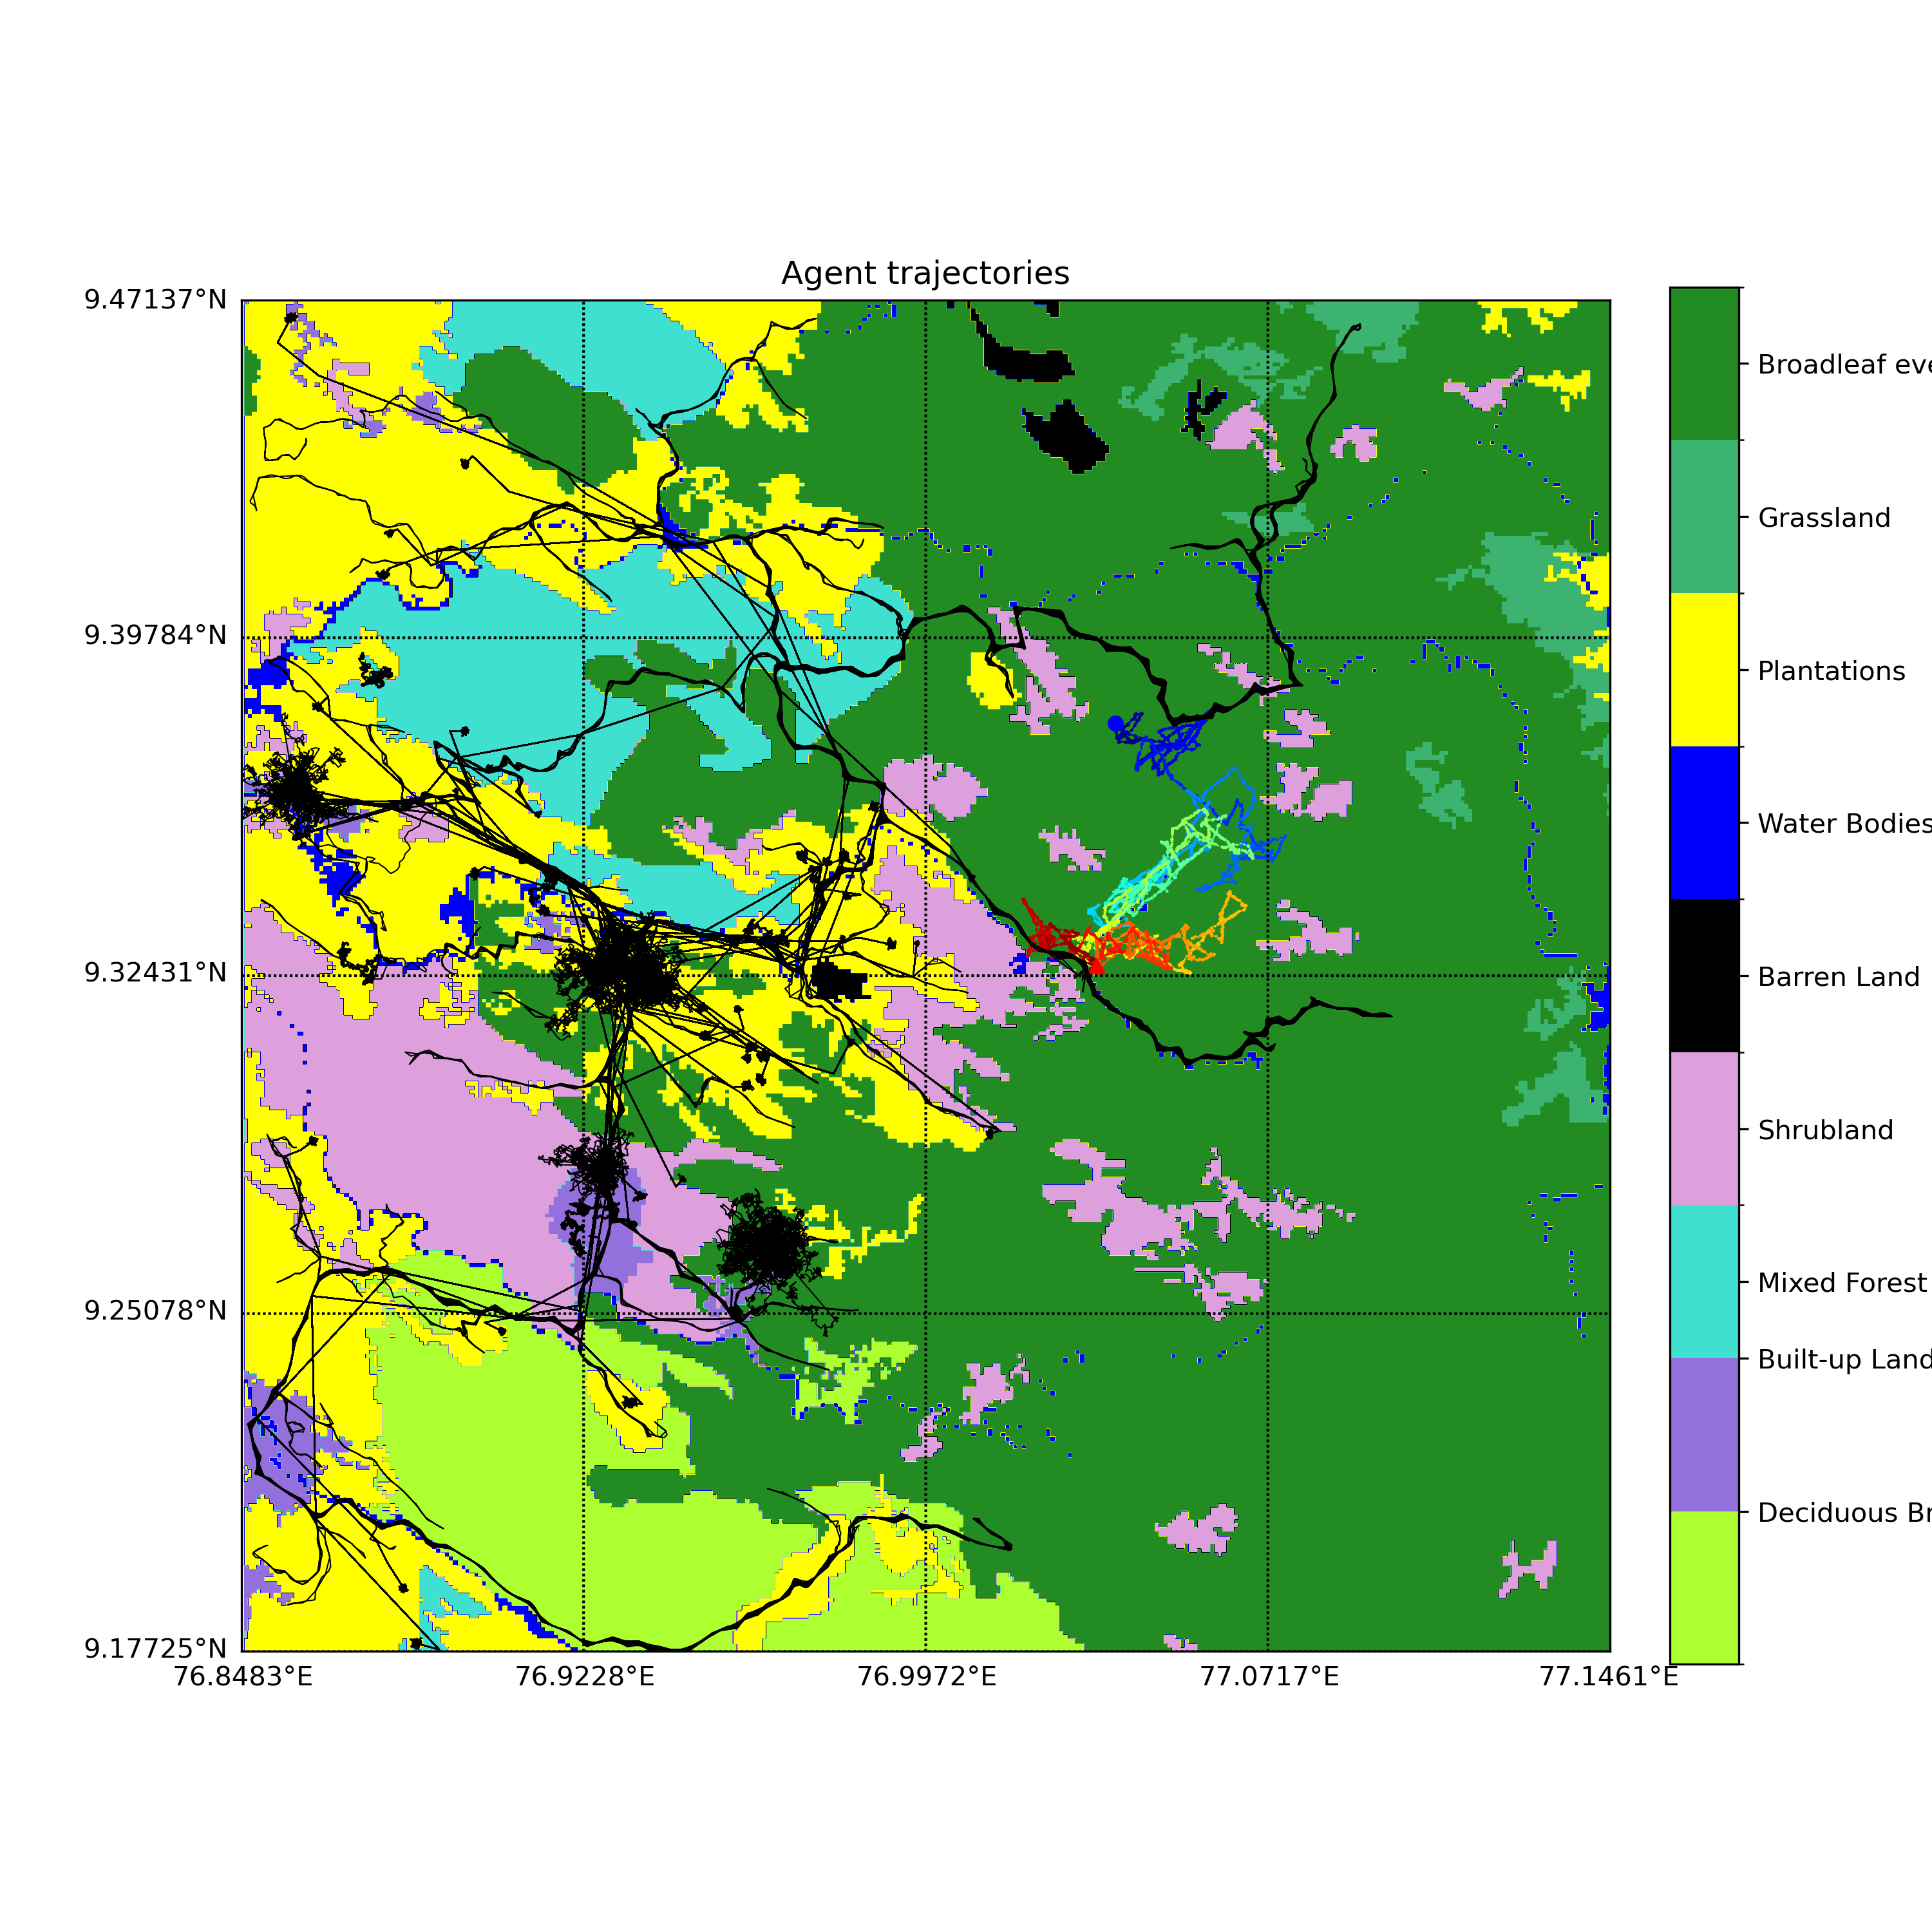 Agent trajectories
9.47137°N
9.39784°N
9.32431°N
9.25078°N
9.17725°N
76.8483°E
76.9228°E
76.9972°E
77.0717°E
77.1461°E
Broadleaf eve
Grassland
Plantations
Water Bodies
Barren Land
Shrubland
Mixed Forest
Built-up Land
Deciduous Br